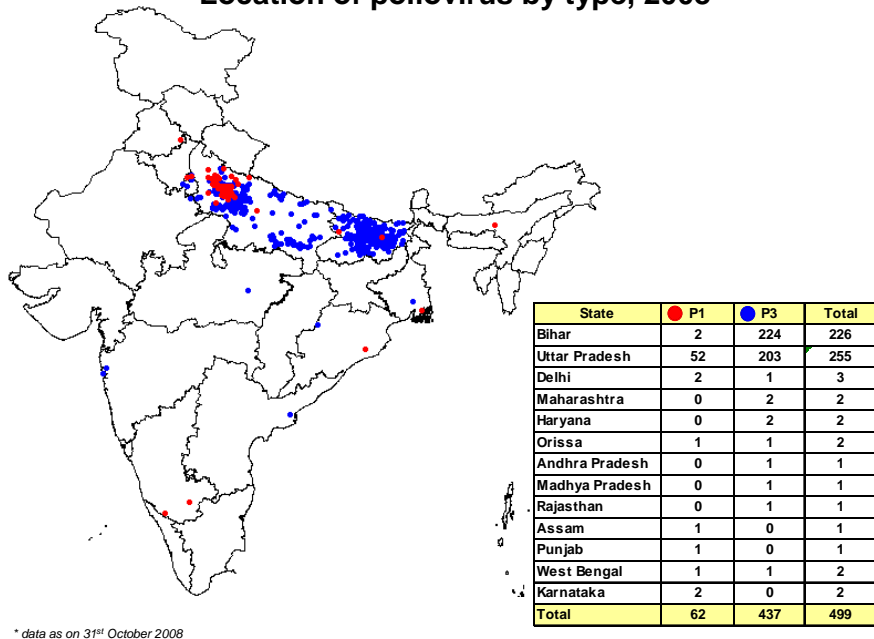 Location of poliovirus by type, 2008
State P1 P3 Total
Bihar 2 224 226
Uttar Pradesh 52 203 255
Delhi 2 1 3
Maharashtra 0 2 2
Haryana 0 2 2
Orissa 1 1 2
Andhra Pradesh 0 1 1
Madhya Pradesh 0 1 1
Rajasthan 0 1 1
Assam 1 0 1
Punjab 1 0 1
West Bengal 1 1 2
Karnataka 2 0 2
Total 62 437 499
* data as on 31st October 2008